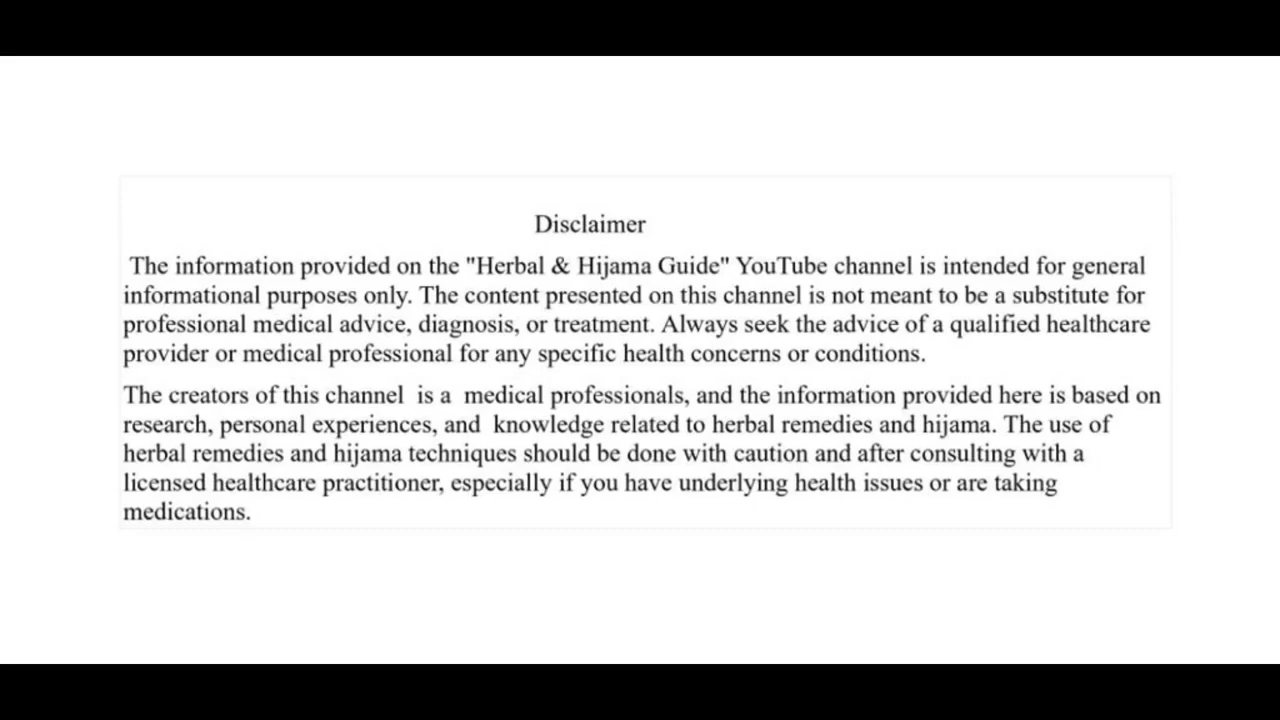 Disclaimer
The information provided on the "Herbal & Hijama Guide" YouTube channel is intended for general
informational purposes only. The content presented on this channel is not meant to be a substitute for
professional medical advice, diagnosis, or treatment. Always seek the advice of a qualified healthcare
provider or medical professional for any specific health concerns or conditions.
The creators of this channel  is a  medical professionals, and the information provided here is based on
research, personal experiences, and  knowledge related to herbal remedies and hijama. The use of
herbal remedies and hijama techniques should be done with caution and after consulting with a
licensed healthcare practitioner, especially if you have underlying health issues or are taking
medications.